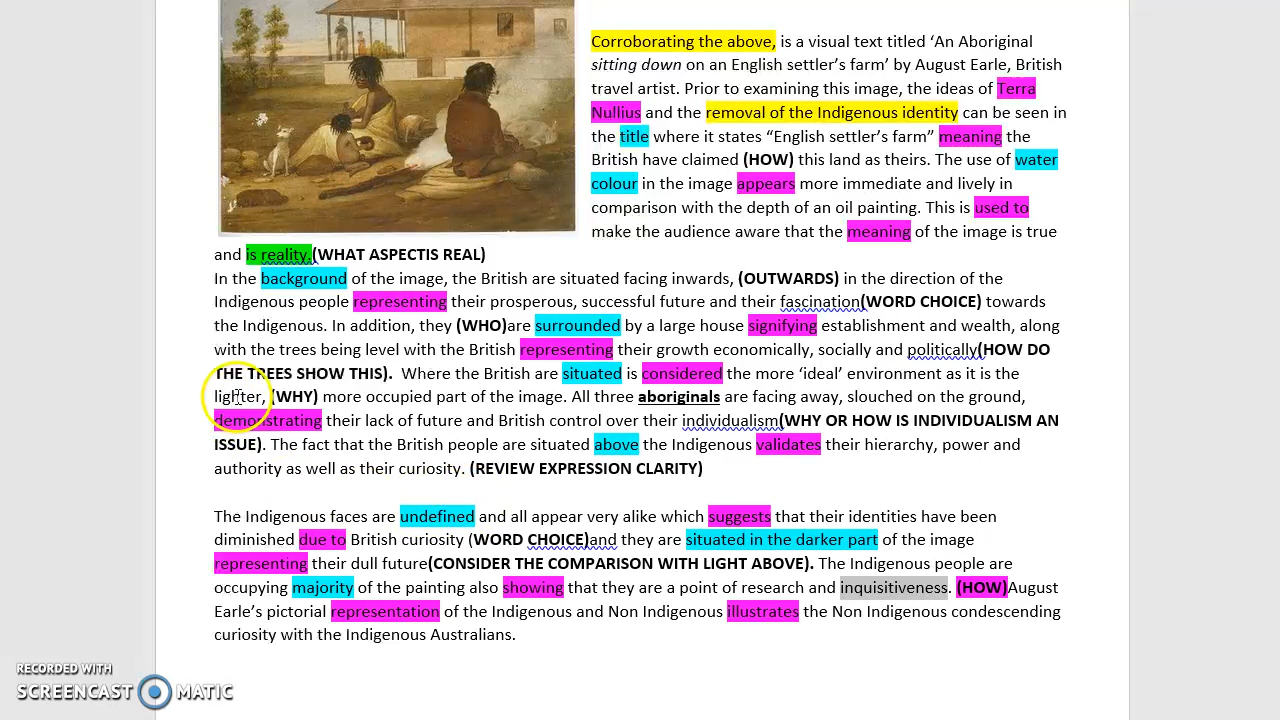 Corroborating the above, is a visual text titled ‘An Aboriginal
sitting down on an English settler’s farm’ by August Earle, British
travel artist. Prior to examining this image, the ideas of Terra
Nullius and the removal of the Indigenous identity can be seen in
the title where it states “English settler’s farm” meaning the
British have claimed (HOW) this land as theirs. The use of water
colour in the image appears more immediate and lively in
comparison with the depth of an oil painting. This is used to
make the audience aware that the meaning of the image is true
and is reality.(WHAT ASPECTIS REAL)
In the background of the image, the British are situated facing inwards, (OUTWARDS) in the direction of the
Indigenous people representing their prosperous, successful future and their fascination(WORD CHOICE) towards
the Indigenous. In addition, they (WHO)are surrounded by a large house signifying establishment and wealth, along
with the trees being level with the British representing their growth economically, socially and politically(HOW DO
THE TREES SHOW THIS). Where the British are situated is considered the more ‘ideal’ environment as it is the
lighter, (WHY) more occupied part of the image. All three aboriginals are facing away, slouched on the ground,
demonstrating their lack of future and British control over their individualism(WHY OR HOW IS INDIVIDUALISM AN
ISSUE). The fact that the British people are situated above the Indigenous validates their hierarchy, power and
authority as well as their curiosity. (REVIEW EXPRESSION CLARITY)
The Indigenous faces are undefined and all appear very alike which suggests that their identities have been
diminished due to British curiosity (WORD CHOICE)and they are situated in the darker part of the image
representing their dull future(CONSIDER THE COMPARISON WITH LIGHT ABOVE). The Indigenous people are
occupying majority of the painting also showing that they are a point of research and inquisitiveness. (HOW)August
Earle’s pictorial representation of the Indigenous and Non Indigenous illustrates the Non Indigenous condescending
curiosity with the Indigenous Australians.
RECORDED WITH
SCREENCAST MATIC